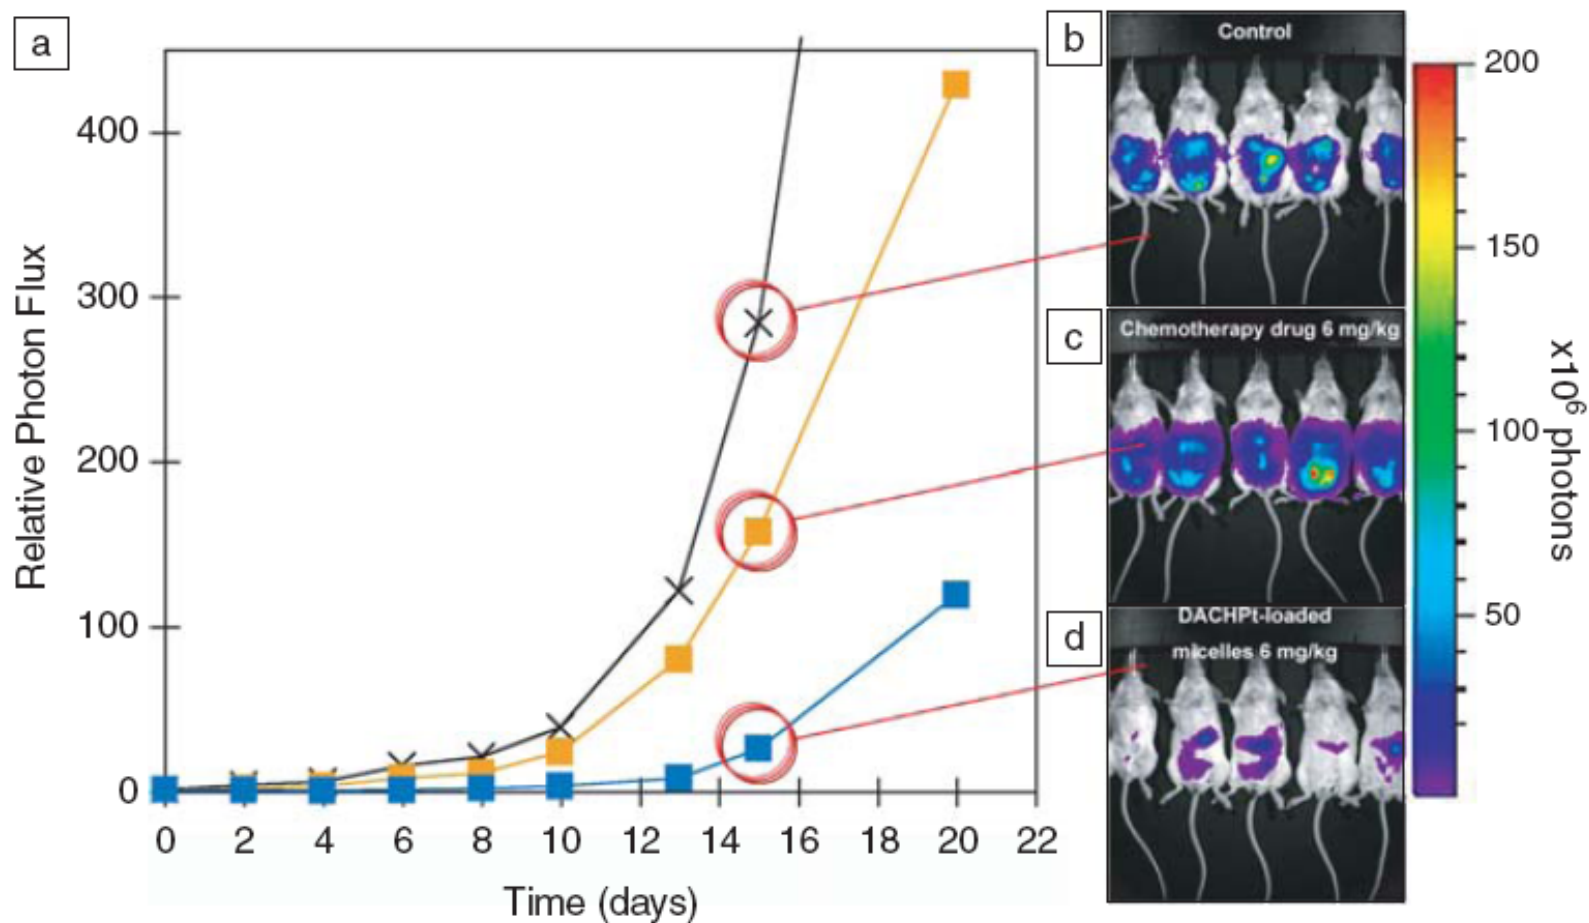 a
Relative Photon Flux
400
300
200
100
0
0 2 4 6 8 10 12 14 16 18 20 22
Time (days)
b
Control
c
Chemotherapy drug 6 mg/kg
d
DACHPt-loaded
micelles 6 mg/kg
200
150
100
50
x10⁶ photons